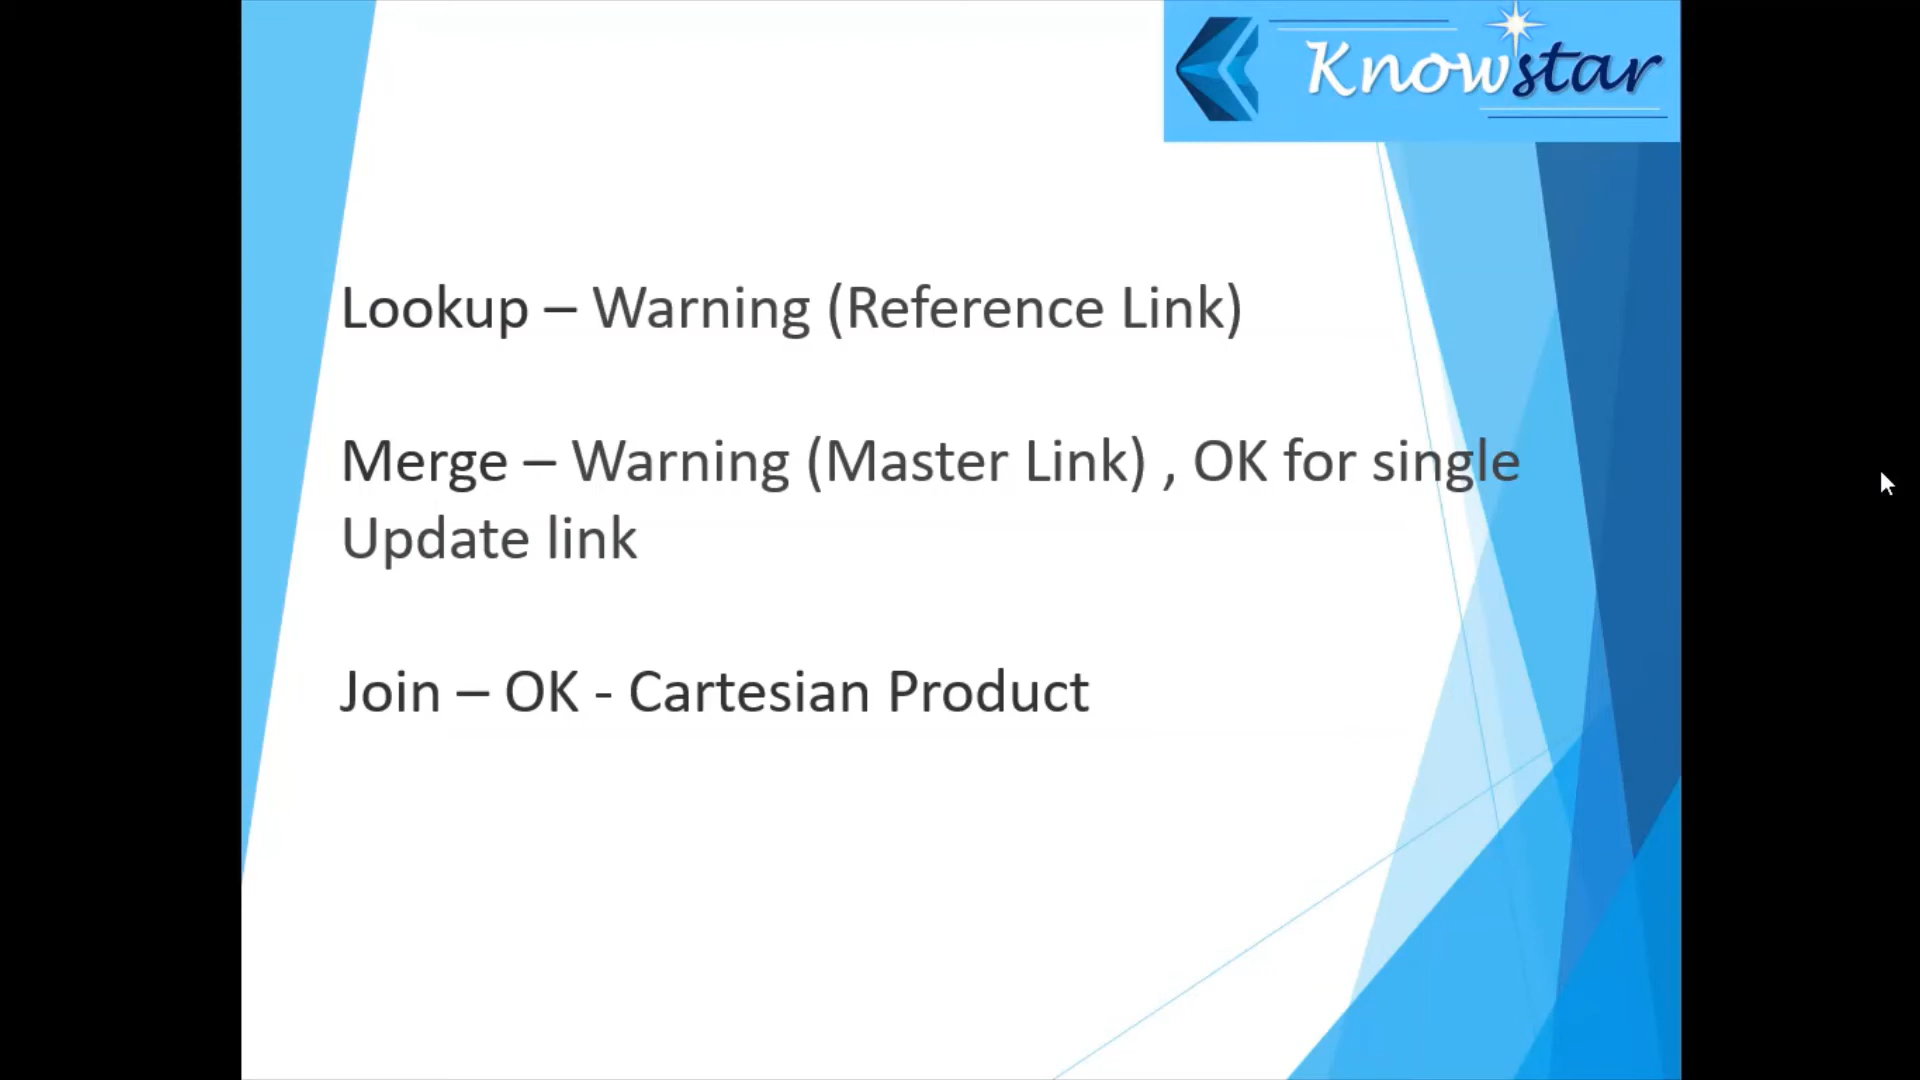 Knowstar
Lookup – Warning (Reference Link)
Merge – Warning (Master Link) , OK for single
Update link
Join – OK - Cartesian Product